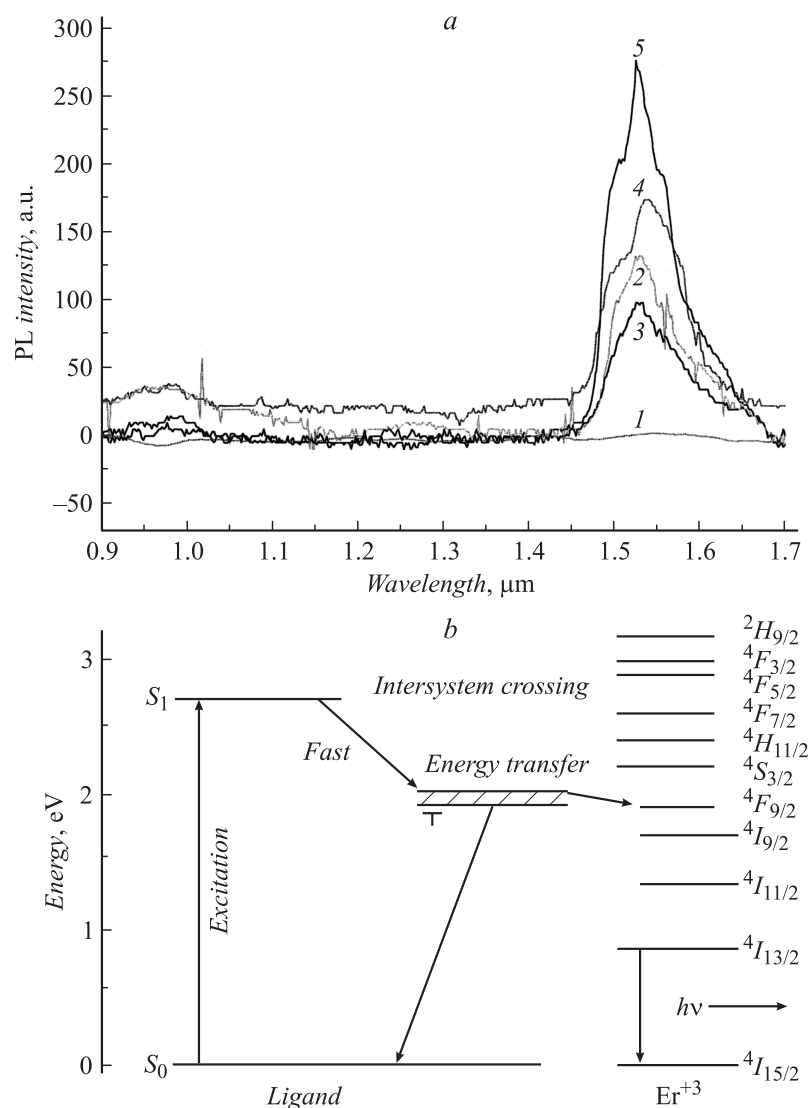 a
300
250
200
150
100
50
0
–50
PL intensity, a.u.
5
4
2
3
1
0.9 1.0 1.1 1.2 1.3 1.4 1.5 1.6 1.7
Wavelength, μm
b
3
2
1
0
Energy, eV
S1
Excitation
S0
Ligand
Intersystem crossing
Fast
Energy transfer
T
2H9/2
4F3/2
4F5/2
4F7/2
4H11/2
4S3/2
4F9/2
4I9/2
4I11/2
4I13/2
hν
4I15/2
Er+3